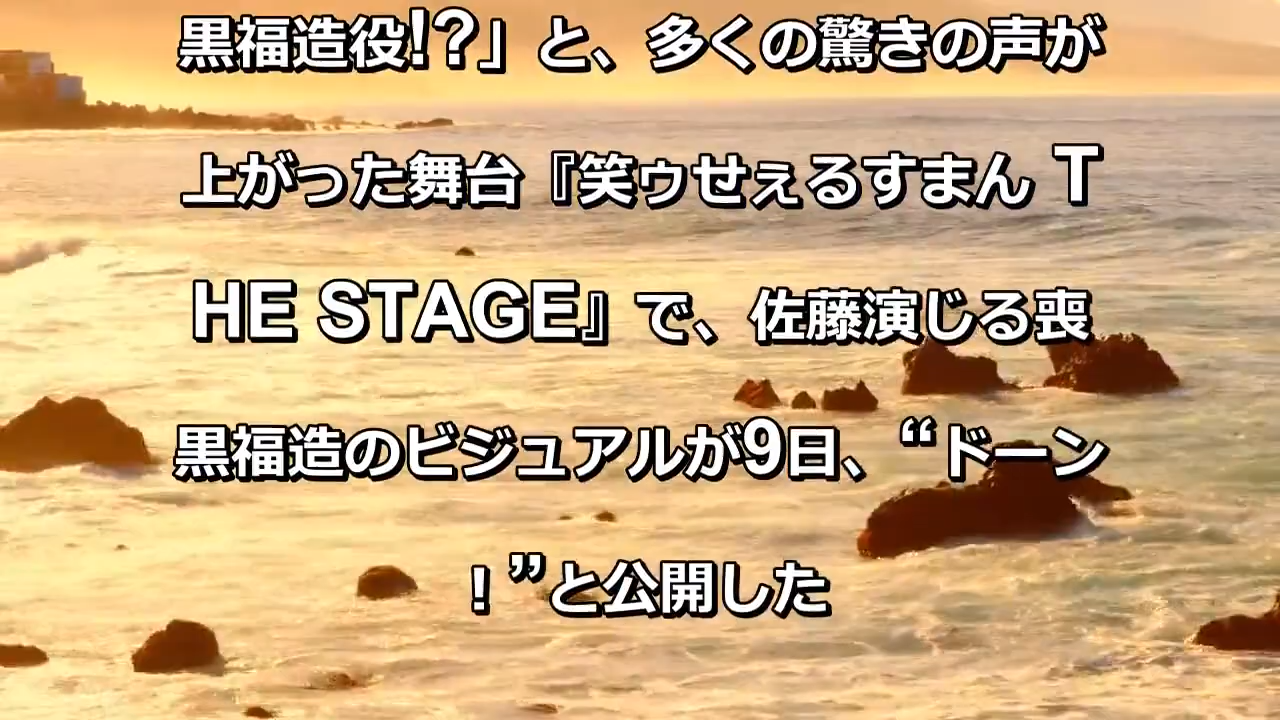 黒福造役!?」と、多くの驚きの声が
上がった舞台『笑ゥせぇるすまん T
HE STAGE』で、佐藤演じる喪
黒福造のビジュアルが9日、“ドーン
！”と公開した